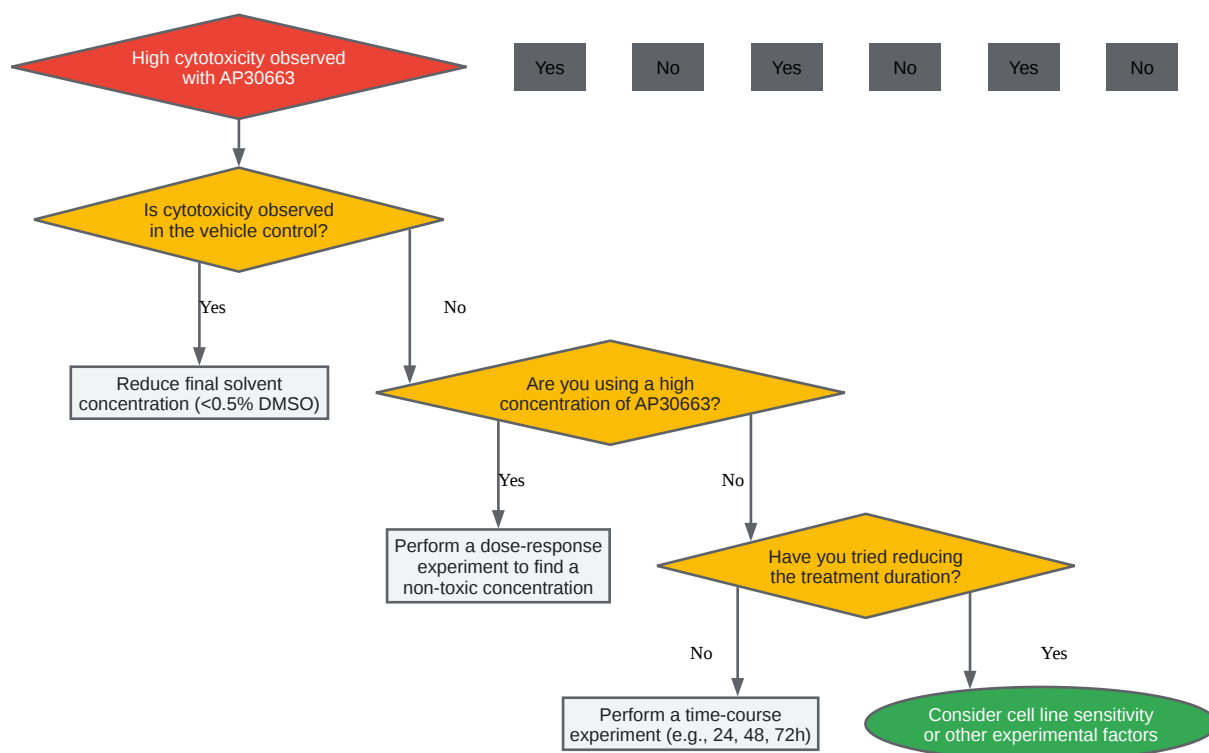 High cytotoxicity observed
with AP30663
Yes
No
Yes
No
Yes
No
Is cytotoxicity observed
in the vehicle control?
Yes
No
Reduce final solvent
concentration (<0.5% DMSO)
Are you using a high
concentration of AP30663?
Yes
No
Perform a dose-response
experiment to find a
non-toxic concentration
Have you tried reducing
the treatment duration?
No
Yes
Perform a time-course
experiment (e.g., 24, 48, 72h)
Consider cell line sensitivity
or other experimental factors